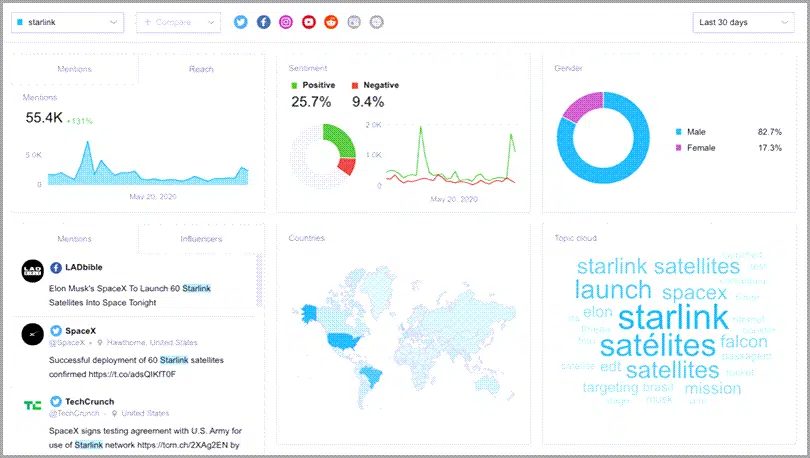 starlink
Compare
Last 30 days
Mentions
Reach
Mentions
55.4K +131%
5.0K
0
May 20, 2020
Sentiment
Positive
Negative
25.7%
9.4%
2.0K
1.0K
0
May 20, 2020
Gender
Male 82.7%
Female 17.3%
Mentions
Influencers
LAD
BIBLE
LADbible
Elon Musk's SpaceX To Launch 60 Starlink
Satellites Into Space Tonight
SpaceX
@SpaceX • Hawthorne, United States
Successful deployment of 60 Starlink satellites
TC
TechCrunch
@TechCrunch • United States
SpaceX signs testing agreement with U.S. Army for
use of Starlink network https://tcrn.ch/2XAg2EN by
Countries
Topic cloud
starlink satellites
launch spacex
elon starlink
satélites falcon
edt satellites
targeting brasil mission
musk